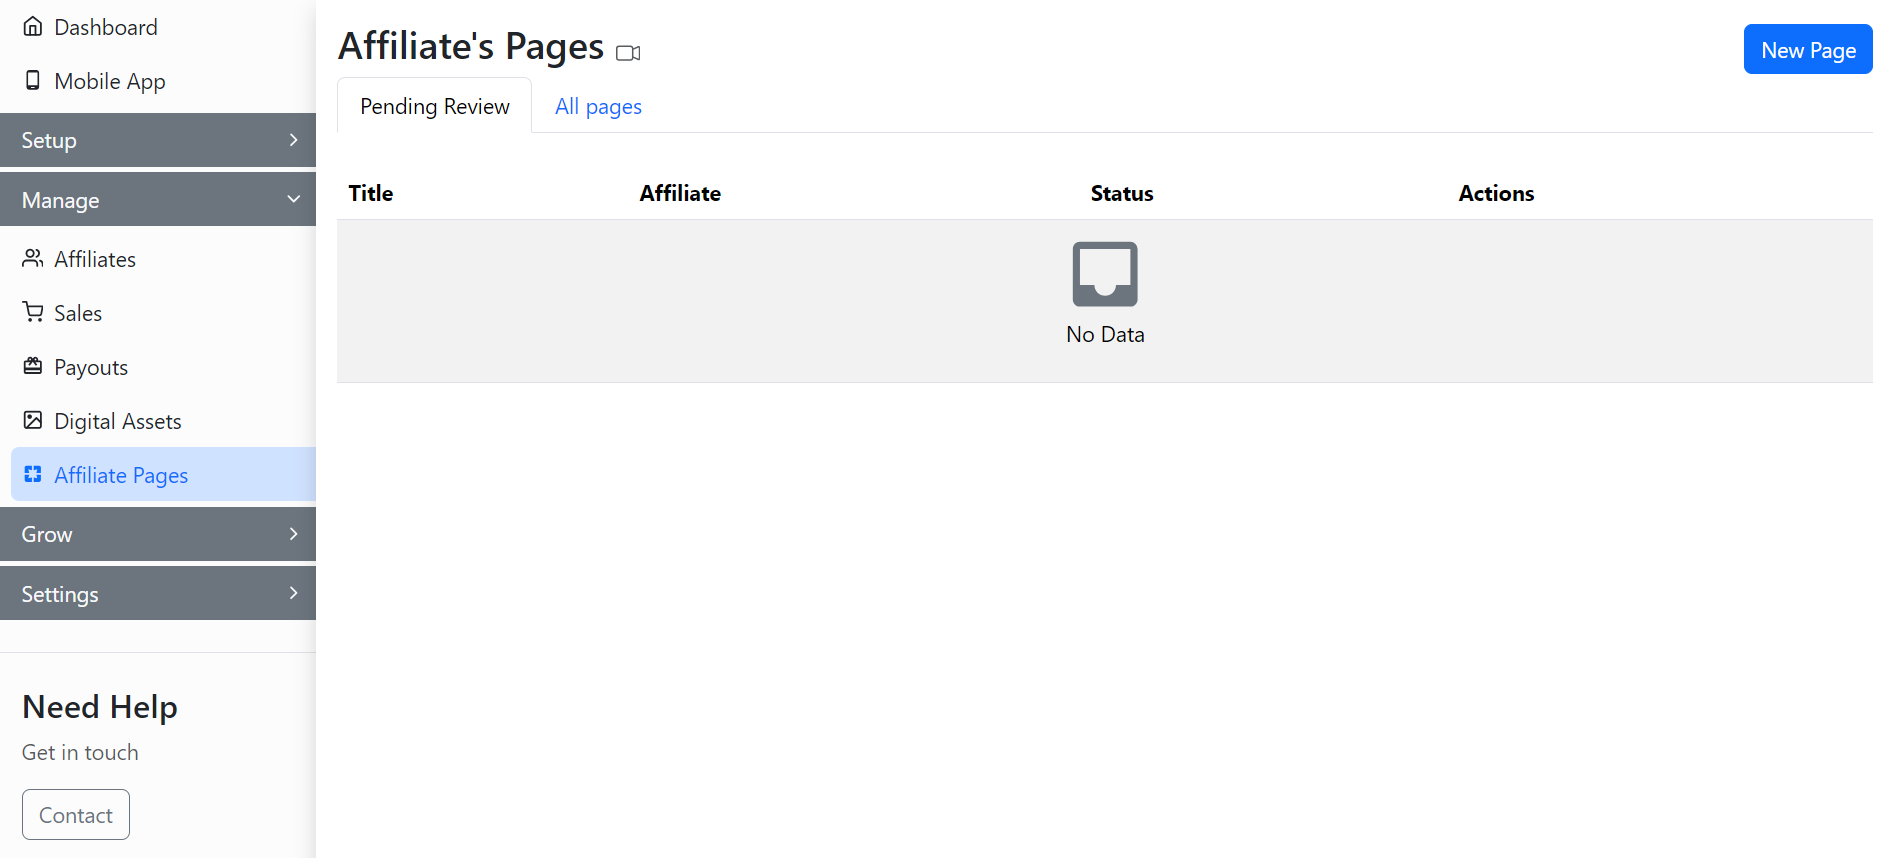 Dashboard
Mobile App
Setup
Manage
Affiliates
Sales
Payouts
Digital Assets
Affiliate Pages
Grow
Settings
Need Help
Get in touch
Contact
Affiliate's Pages
New Page
Pending Review All pages
Title Affiliate Status Actions
No Data